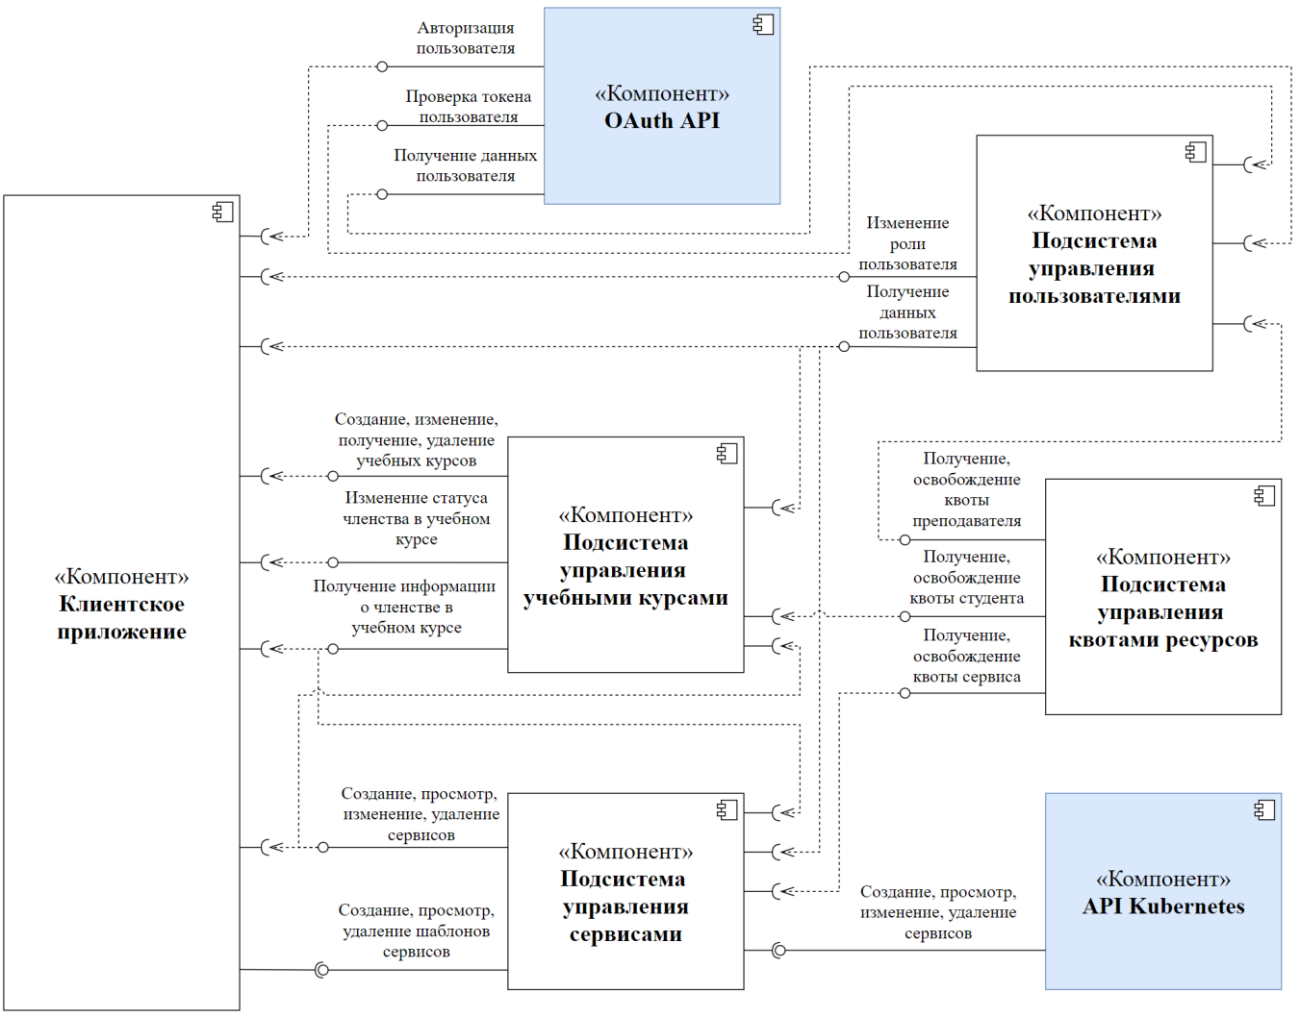 Авторизация
пользователя
Проверка токена
пользователя
Получение данных
пользователя
«Компонент»
OAuth API
Изменение
роли
пользователя
Получение
данных
пользователя
«Компонент»
Подсистема
управления
пользователями
«Компонент»
Клиентское
приложение
Создание, изменение,
получение, удаление
учебных курсов
Изменение статуса
членства в учебном
курсе
Получение информации
о членстве в
учебном курсе
«Компонент»
Подсистема
управления
учебными курсами
Получение,
освобождение
квоты
преподавателя
Получение,
освобождение
квоты студента
Получение,
освобождение
квоты сервиса
«Компонент»
Подсистема
управления
квотами ресурсов
Создание, просмотр,
изменение, удаление
сервисов
Создание, просмотр,
удаление шаблонов
сервисов
«Компонент»
Подсистема
управления
сервисами
Создание, просмотр,
изменение, удаление
сервисов
«Компонент»
API Kubernetes